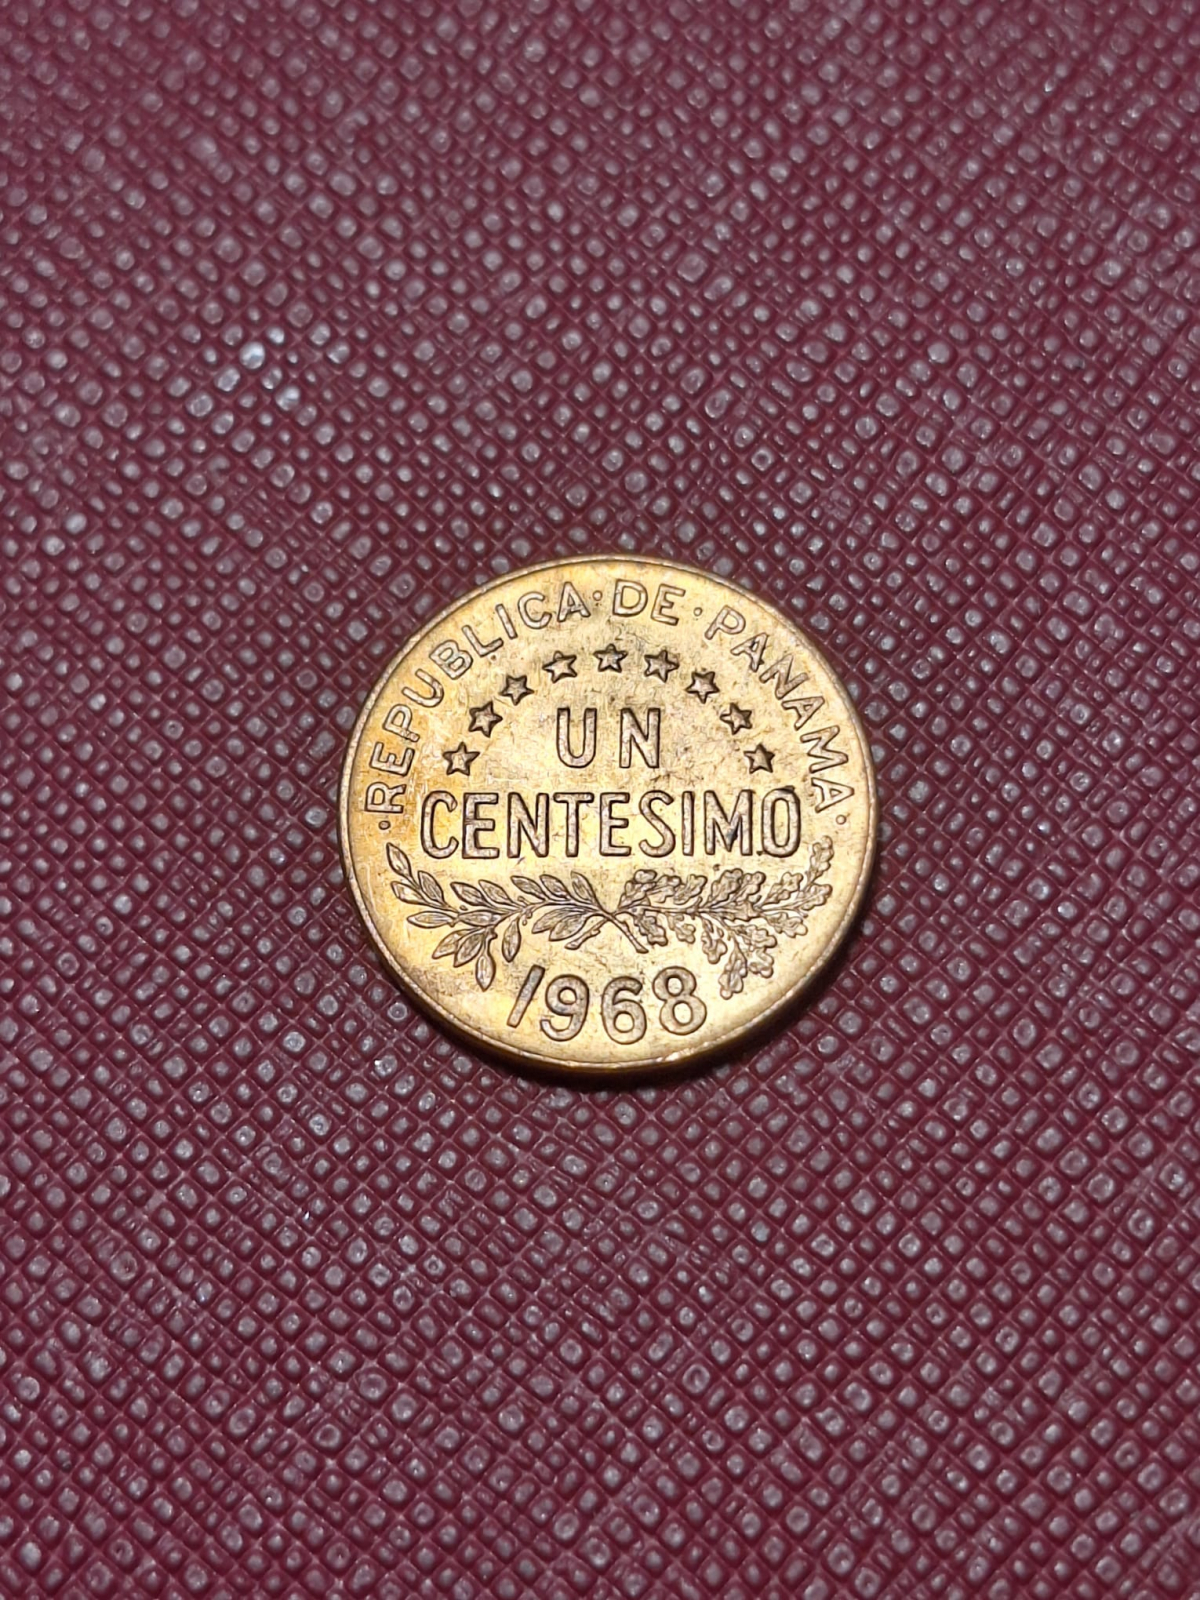 ·REPUBLICA·DE·PANAMA·
UN
CENTESIMO
1968